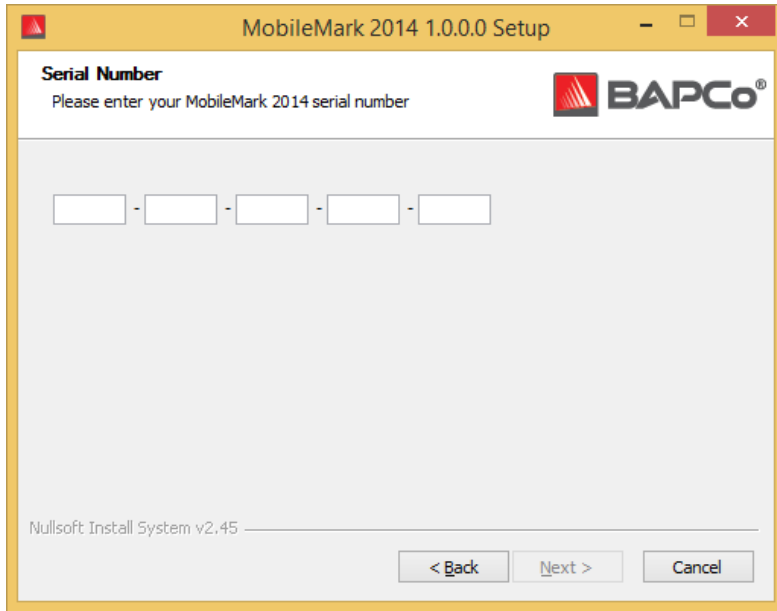 MobileMark 2014 1.0.0.0 Setup
Serial Number
Please enter your MobileMark 2014 serial number
BAPCo®
- - - -
Nullsoft Install System v2.45
< Back Next > Cancel